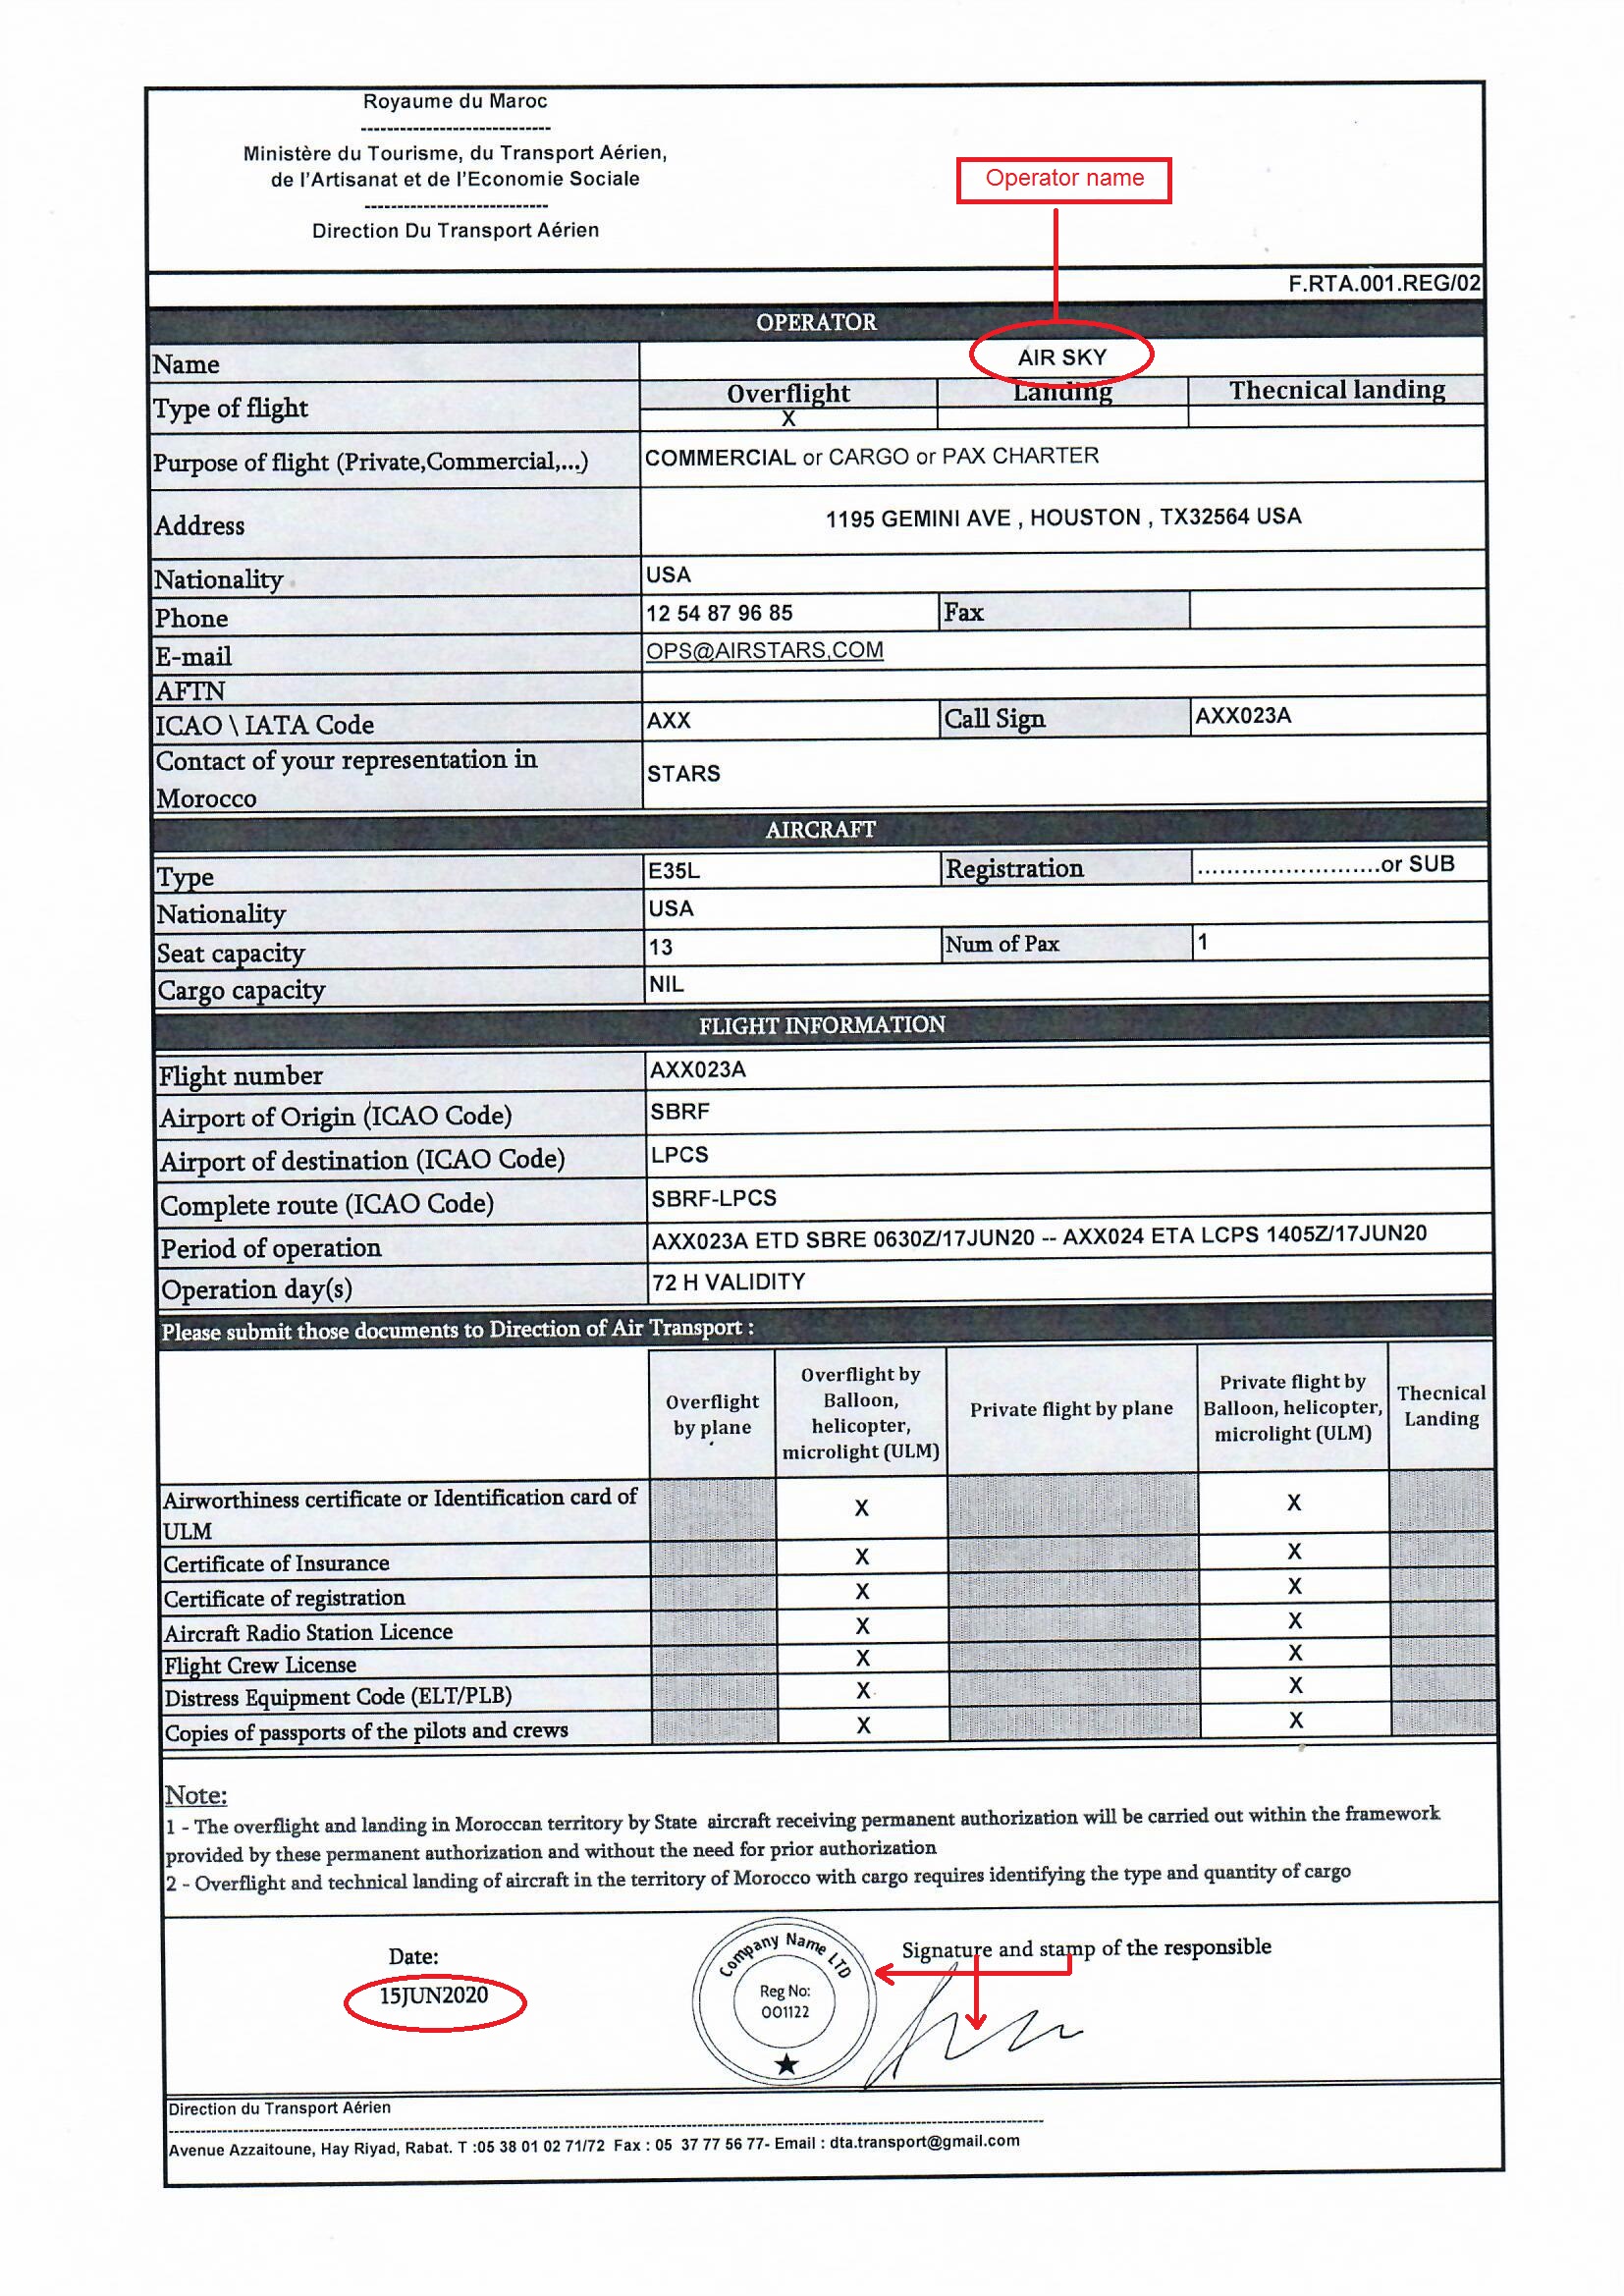 Royaume du Maroc
-----------------------------
Ministère du Tourisme, du Transport Aérien,
de l'Artisanat et de l'Economie Sociale
----------------------------
Direction Du Transport Aérien
Operator name
F.RTA.001.REG/02
OPERATOR
Name AIR SKY
Type of flight Overflight Landing Thecnical landing
X
Purpose of flight (Private,Commercial,...) COMMERCIAL or CARGO or PAX CHARTER
Address 1195 GEMINI AVE , HOUSTON , TX32564 USA
Nationality USA
Phone 12 54 87 96 85 Fax
E-mail OPS@AIRSTARS,COM
AFTN
ICAO \ IATA Code AXX Call Sign AXX023A
Contact of your representation in
Morocco STARS
AIRCRAFT
Type E35L Registration .........................or SUB
Nationality USA
Seat capacity 13 Num of Pax 1
Cargo capacity NIL
FLIGHT INFORMATION
Flight number AXX023A
Airport of Origin (ICAO Code) SBRF
Airport of destination (ICAO Code) LPCS
Complete route (ICAO Code) SBRF-LPCS
Period of operation AXX023A ETD SBRE 0630Z/17JUN20 -- AXX024 ETA LCPS 1405Z/17JUN20
Operation day(s) 72 H VALIDITY
Please submit those documents to Direction of Air Transport :
Overflight
by plane
Overflight by
Balloon,
helicopter,
microlight (ULM)
Private flight by plane
Private flight by
Balloon, helicopter,
microlight (ULM)
Thecnical
Landing
Airworthiness certificate or Identification card of
ULM X X
Certificate of Insurance X X
Certificate of registration X X
Aircraft Radio Station Licence X X
Flight Crew License X X
Distress Equipment Code (ELT/PLB) X X
Copies of passports of the pilots and crews X X
Note:
1 - The overflight and landing in Moroccan territory by State aircraft receiving permanent authorization will be carried out within the framework
provided by these permanent authorization and without the need for prior authorization
2 - Overflight and technical landing of aircraft in the territory of Morocco with cargo requires identifying the type and quantity of cargo
Date:
15JUN2020
Company Name LTD
Reg No:
001122
Signature and stamp of the responsible
Direction du Transport Aérien
Avenue Azzaitoune, Hay Riyad, Rabat. T :05 38 01 02 71/72 Fax : 05 37 77 56 77- Email : dta.transport@gmail.com